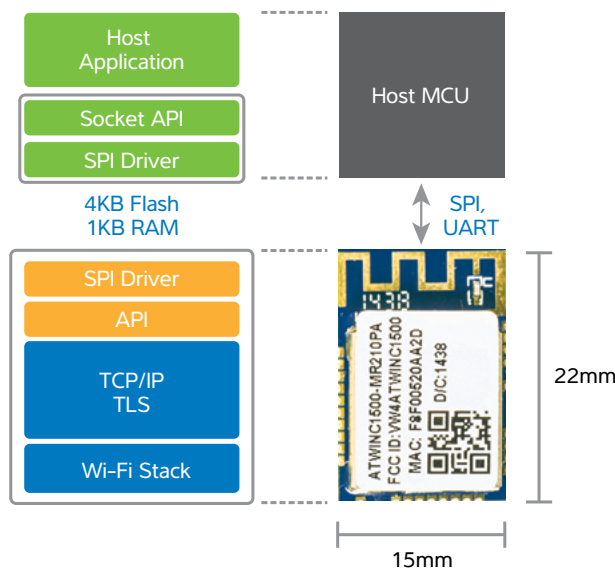 Host
Application
Socket API
SPI Driver
4KB Flash
1KB RAM
SPI Driver
API
TCP/IP
TLS
Wi-Fi Stack
Host MCU
SPI,
UART
1438
ATWINC1500-MR210PA
FCC ID:VW4ATWINC1500
MAC: F8F00520AA2D
D/C:1438
22mm
15mm